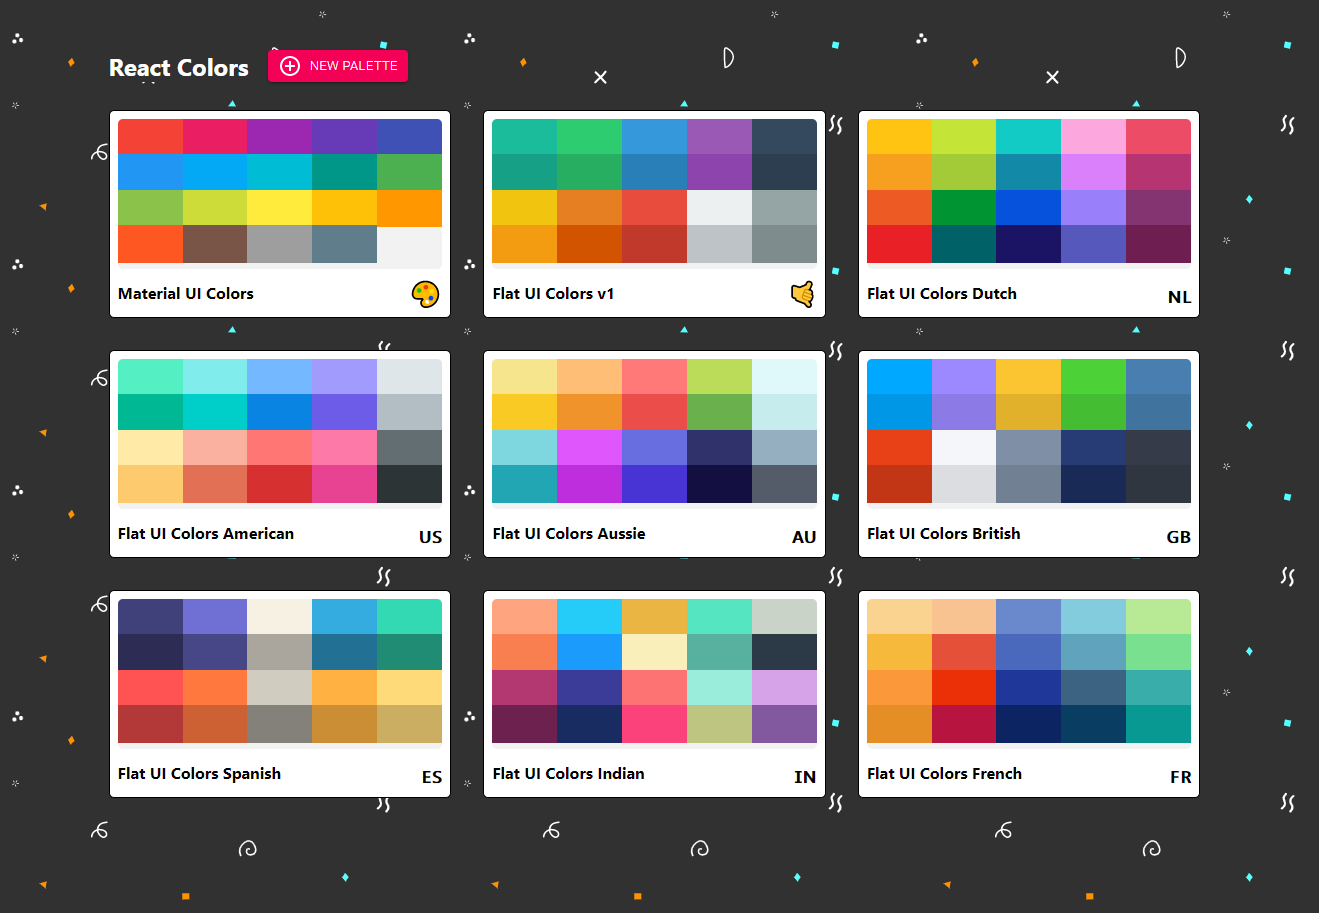 React Colors
NEW PALETTE
Material UI Colors
Flat UI Colors v1
Flat UI Colors Dutch
NL
Flat UI Colors American
US
Flat UI Colors Aussie
AU
Flat UI Colors British
GB
Flat UI Colors Spanish
ES
Flat UI Colors Indian
IN
Flat UI Colors French
FR